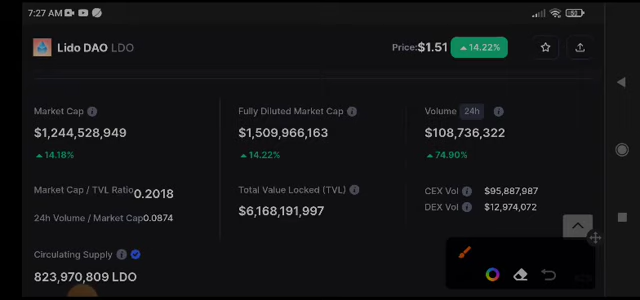 7:27 AM
Lido DAO LDO
Price: $1.51 ▲ 14.22%
Market Cap
Fully Diluted Market Cap
Volume 24h
$1,244,528,949
$1,509,966,163
$108,736,322
▲ 14.18%
▲ 14.22%
▲ 74.90%
Market Cap / TVL Ratio 0.2018
Total Value Locked (TVL)
CEX Vol $95,887,987
DEX Vol $12,974,072
24h Volume / Market Cap 0.0874
$6,168,191,997
Circulating Supply
823,970,809 LDO